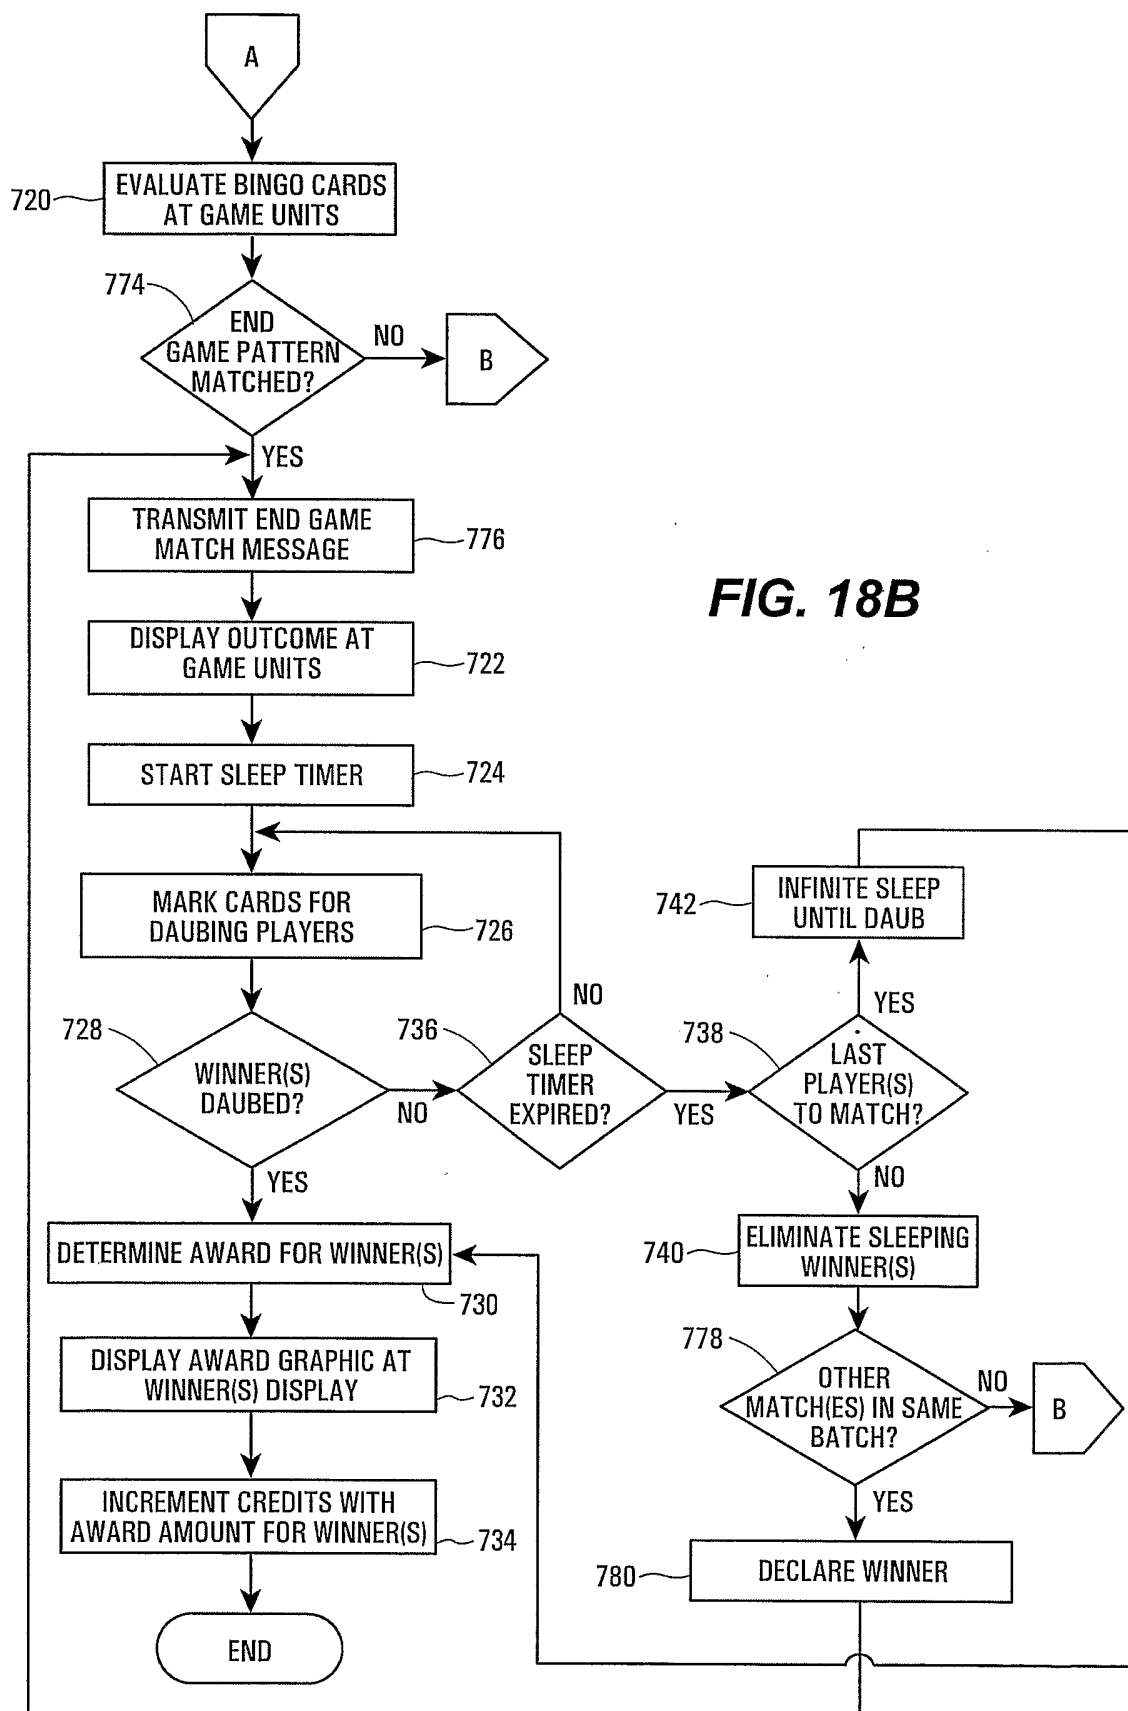 A
720
EVALUATE BINGO CARDS
AT GAME UNITS
774
END
GAME PATTERN
MATCHED?
NO
B
YES
TRANSMIT END GAME
MATCH MESSAGE
776
FIG. 18B
DISPLAY OUTCOME AT
GAME UNITS
722
START SLEEP TIMER
724
MARK CARDS FOR
DAUBING PLAYERS
726
742
INFINITE SLEEP
UNTIL DAUB
728
WINNER(S)
DAUBED?
NO
736
SLEEP
TIMER
EXPIRED?
NO
YES
738
LAST
PLAYER(S)
TO MATCH?
YES
NO
YES
DETERMINE AWARD FOR WINNER(S)
730
740
ELIMINATE SLEEPING
WINNER(S)
DISPLAY AWARD GRAPHIC AT
WINNER(S) DISPLAY
732
778
OTHER
MATCH(ES) IN SAME
BATCH?
NO
B
YES
INCREMENT CREDITS WITH
AWARD AMOUNT FOR WINNER(S)
734
780
DECLARE WINNER
END